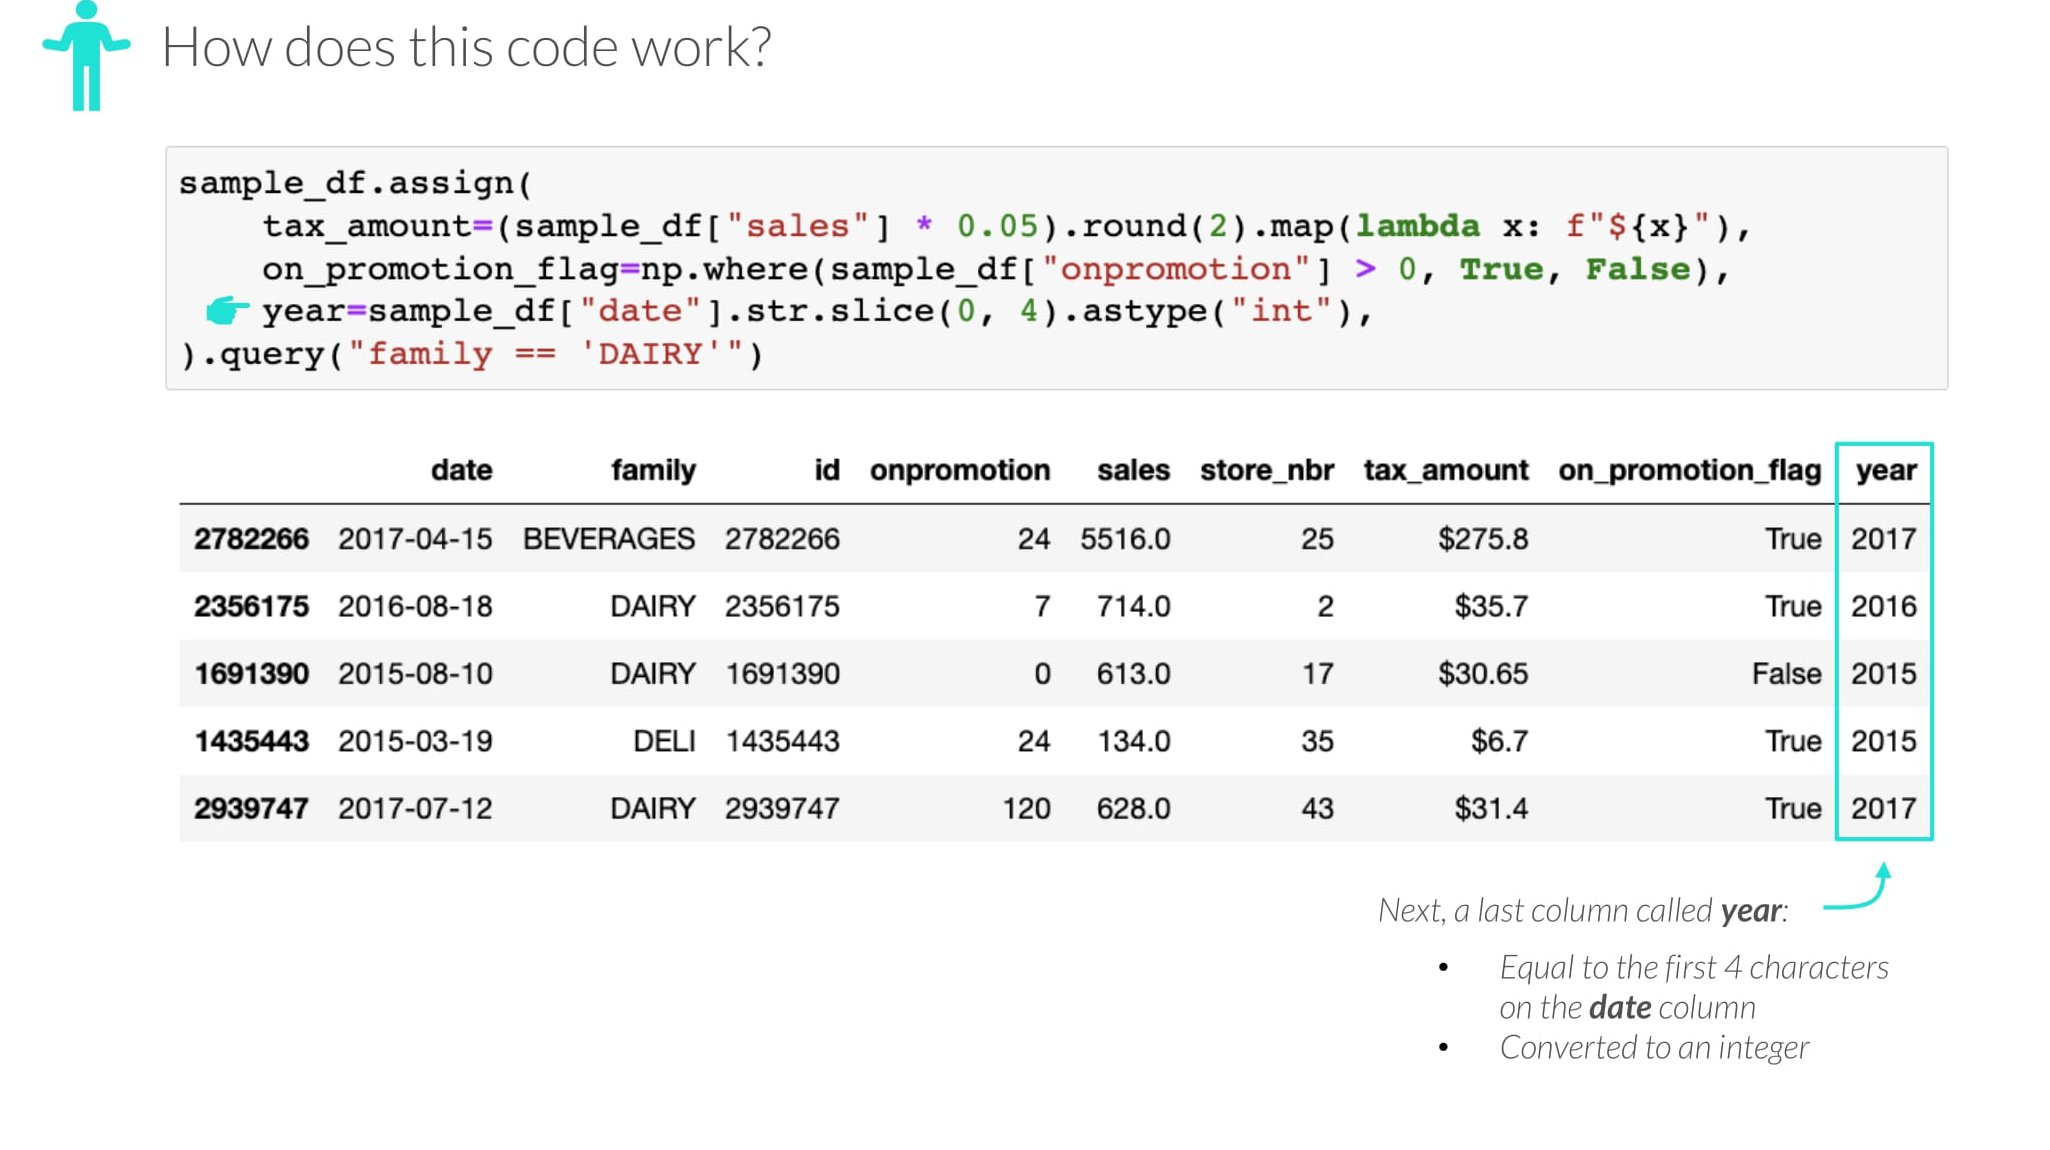 How does this code work?
sample_df.assign(
tax_amount=(sample_df["sales"] * 0.05).round(2).map(lambda x: f"${x}"),
on_promotion_flag=np.where(sample_df["onpromotion"] > 0, True, False),
year=sample_df["date"].str.slice(0, 4).astype("int"),
).query("family == 'DAIRY'")
date family id onpromotion sales store_nbr tax_amount on_promotion_flag year
2782266 2017-04-15 BEVERAGES 2782266 24 5516.0 25 $275.8 True 2017
2356175 2016-08-18 DAIRY 2356175 7 714.0 2 $35.7 True 2016
1691390 2015-08-10 DAIRY 1691390 0 613.0 17 $30.65 False 2015
1435443 2015-03-19 DELI 1435443 24 134.0 35 $6.7 True 2015
2939747 2017-07-12 DAIRY 2939747 120 628.0 43 $31.4 True 2017
Next, a last column called year:
• Equal to the first 4 characters
on the date column
• Converted to an integer